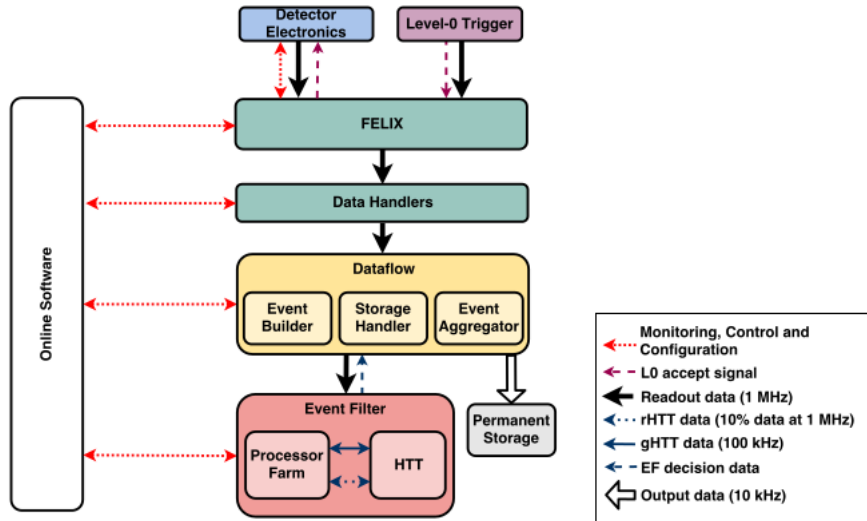 Detector
Electronics
Level-0 Trigger
FELIX
Data Handlers
Online Software
Dataflow
Event
Builder
Storage
Handler
Event
Aggregator
Event Filter
Processor
Farm
HTT
Permanent
Storage
Monitoring, Control and
Configuration
L0 accept signal
Readout data (1 MHz)
rHTT data (10% data at 1 MHz)
gHTT data (100 kHz)
EF decision data
Output data (10 kHz)